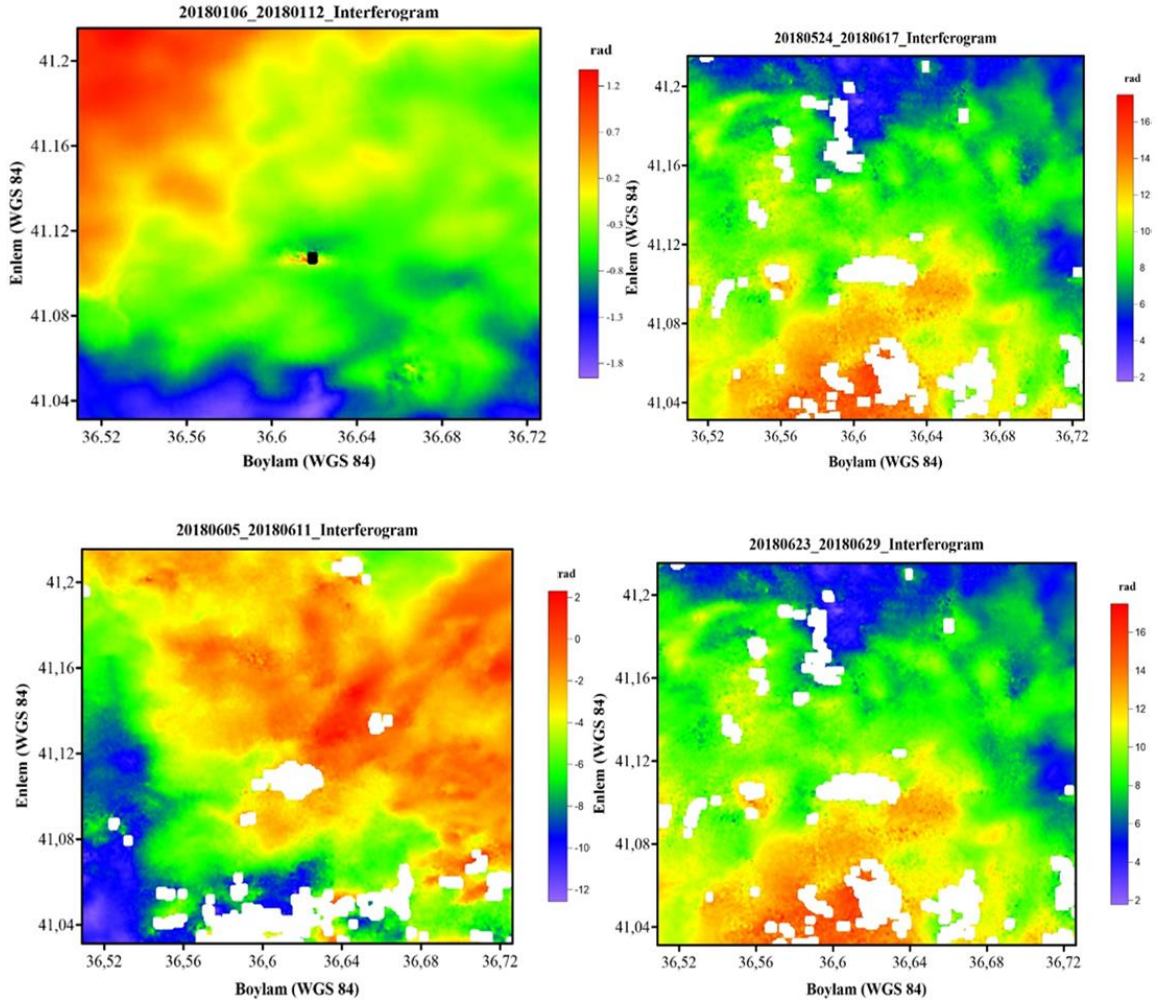 20180106_20180112_Interferogram
rad
1.2
0.7
0.2
-0.3
-0.8
-1.3
-1.8
41.2
41.16
41.12
41.08
41.04
Enlem (WGS 84)
36,52 36,56 36,6 36,64 36,68 36,72
Boylam (WGS 84)
20180524_20180617_Interferogram
rad
16
14
12
10
8
6
4
2
41,2
41,16
41,12
41,08
41,04
Enlem (WGS 84)
36,52 36,56 36,6 36,64 36,68 36,72
Boylam (WGS 84)
20180605_20180611_Interferogram
rad
2
0
-2
-4
-6
-8
-10
-12
41,2
41,16
41,12
41,08
41,04
Enlem (WGS 84)
36,52 36,56 36,6 36,64 36,68 36,72
Boylam (WGS 84)
20180623_20180629_Interferogram
rad
16
14
12
10
8
6
4
2
41,2
41,16
41,12
41,08
41,04
Enlem (WGS 84)
36,52 36,56 36,6 36,64 36,68 36,72
Boylam (WGS 84)